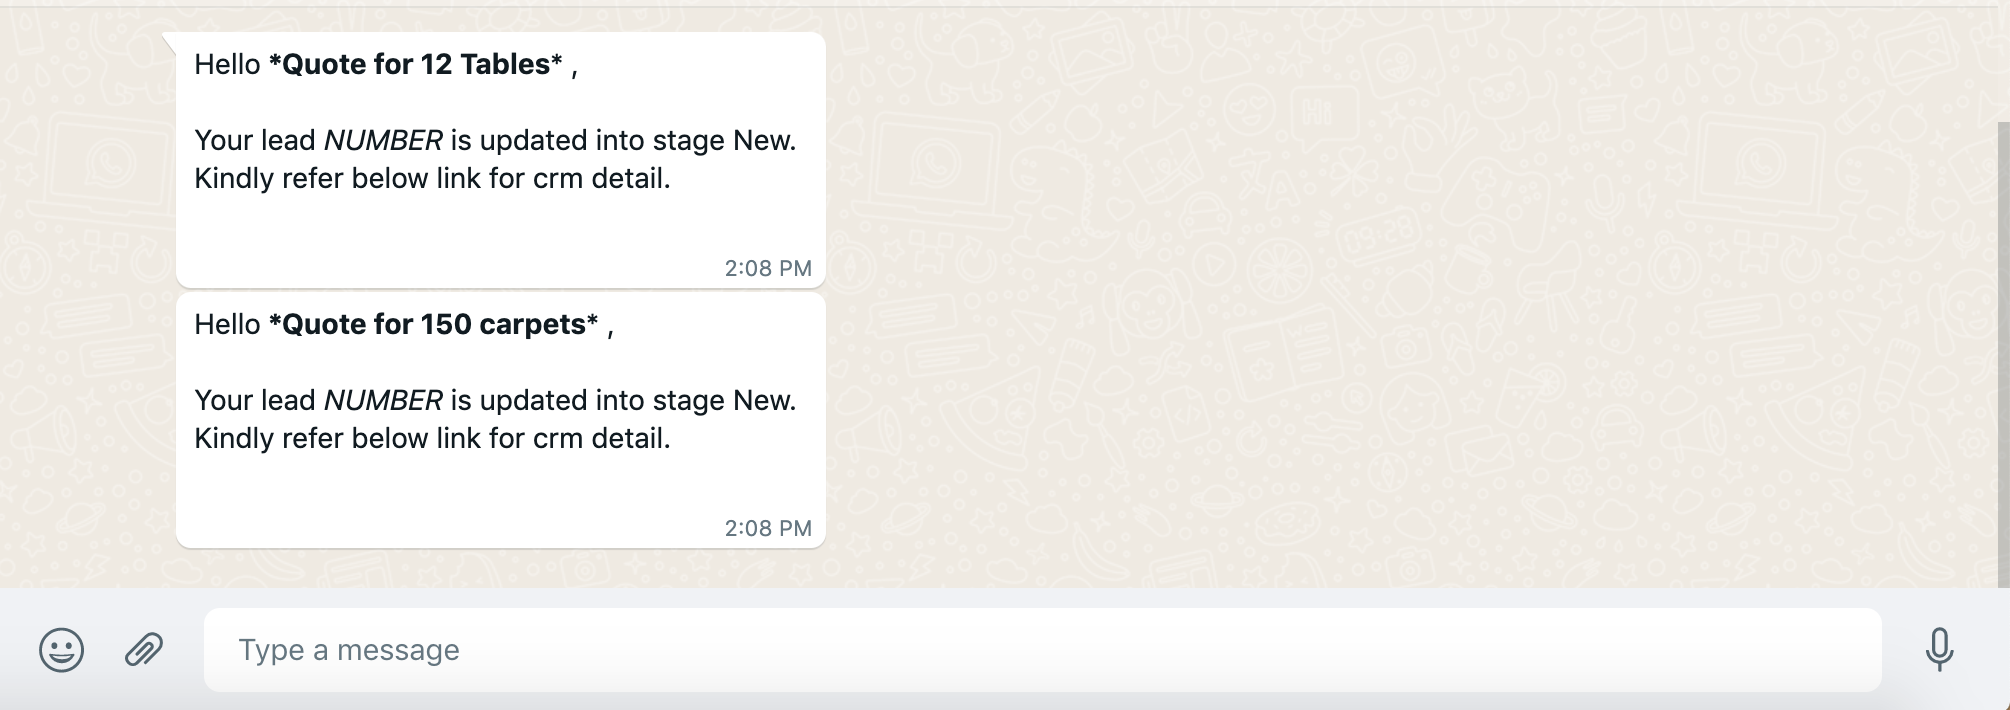 Hello *Quote for 12 Tables* ,
Your lead NUMBER is updated into stage New.
Kindly refer below link for crm detail.
2:08 PM
Hello *Quote for 150 carpets* ,
Your lead NUMBER is updated into stage New.
Kindly refer below link for crm detail.
2:08 PM
Type a message